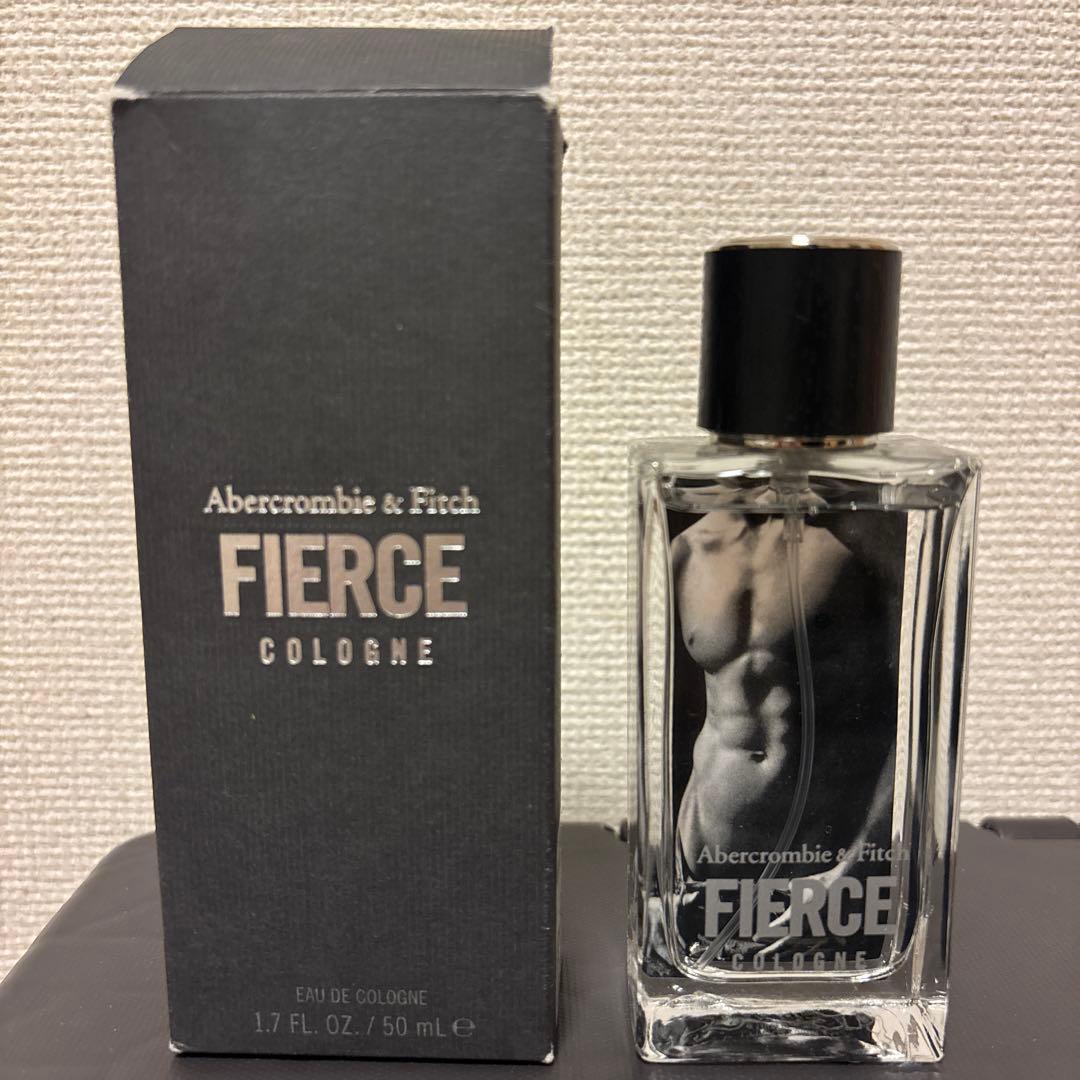 Abercrombie & Fitch
FIERCE
COLOGNE
EAU DE COLOGNE
1.7 FL. OZ. / 50 mL ℮
Abercrombie & Fitch
FIERCE
COLOGNE